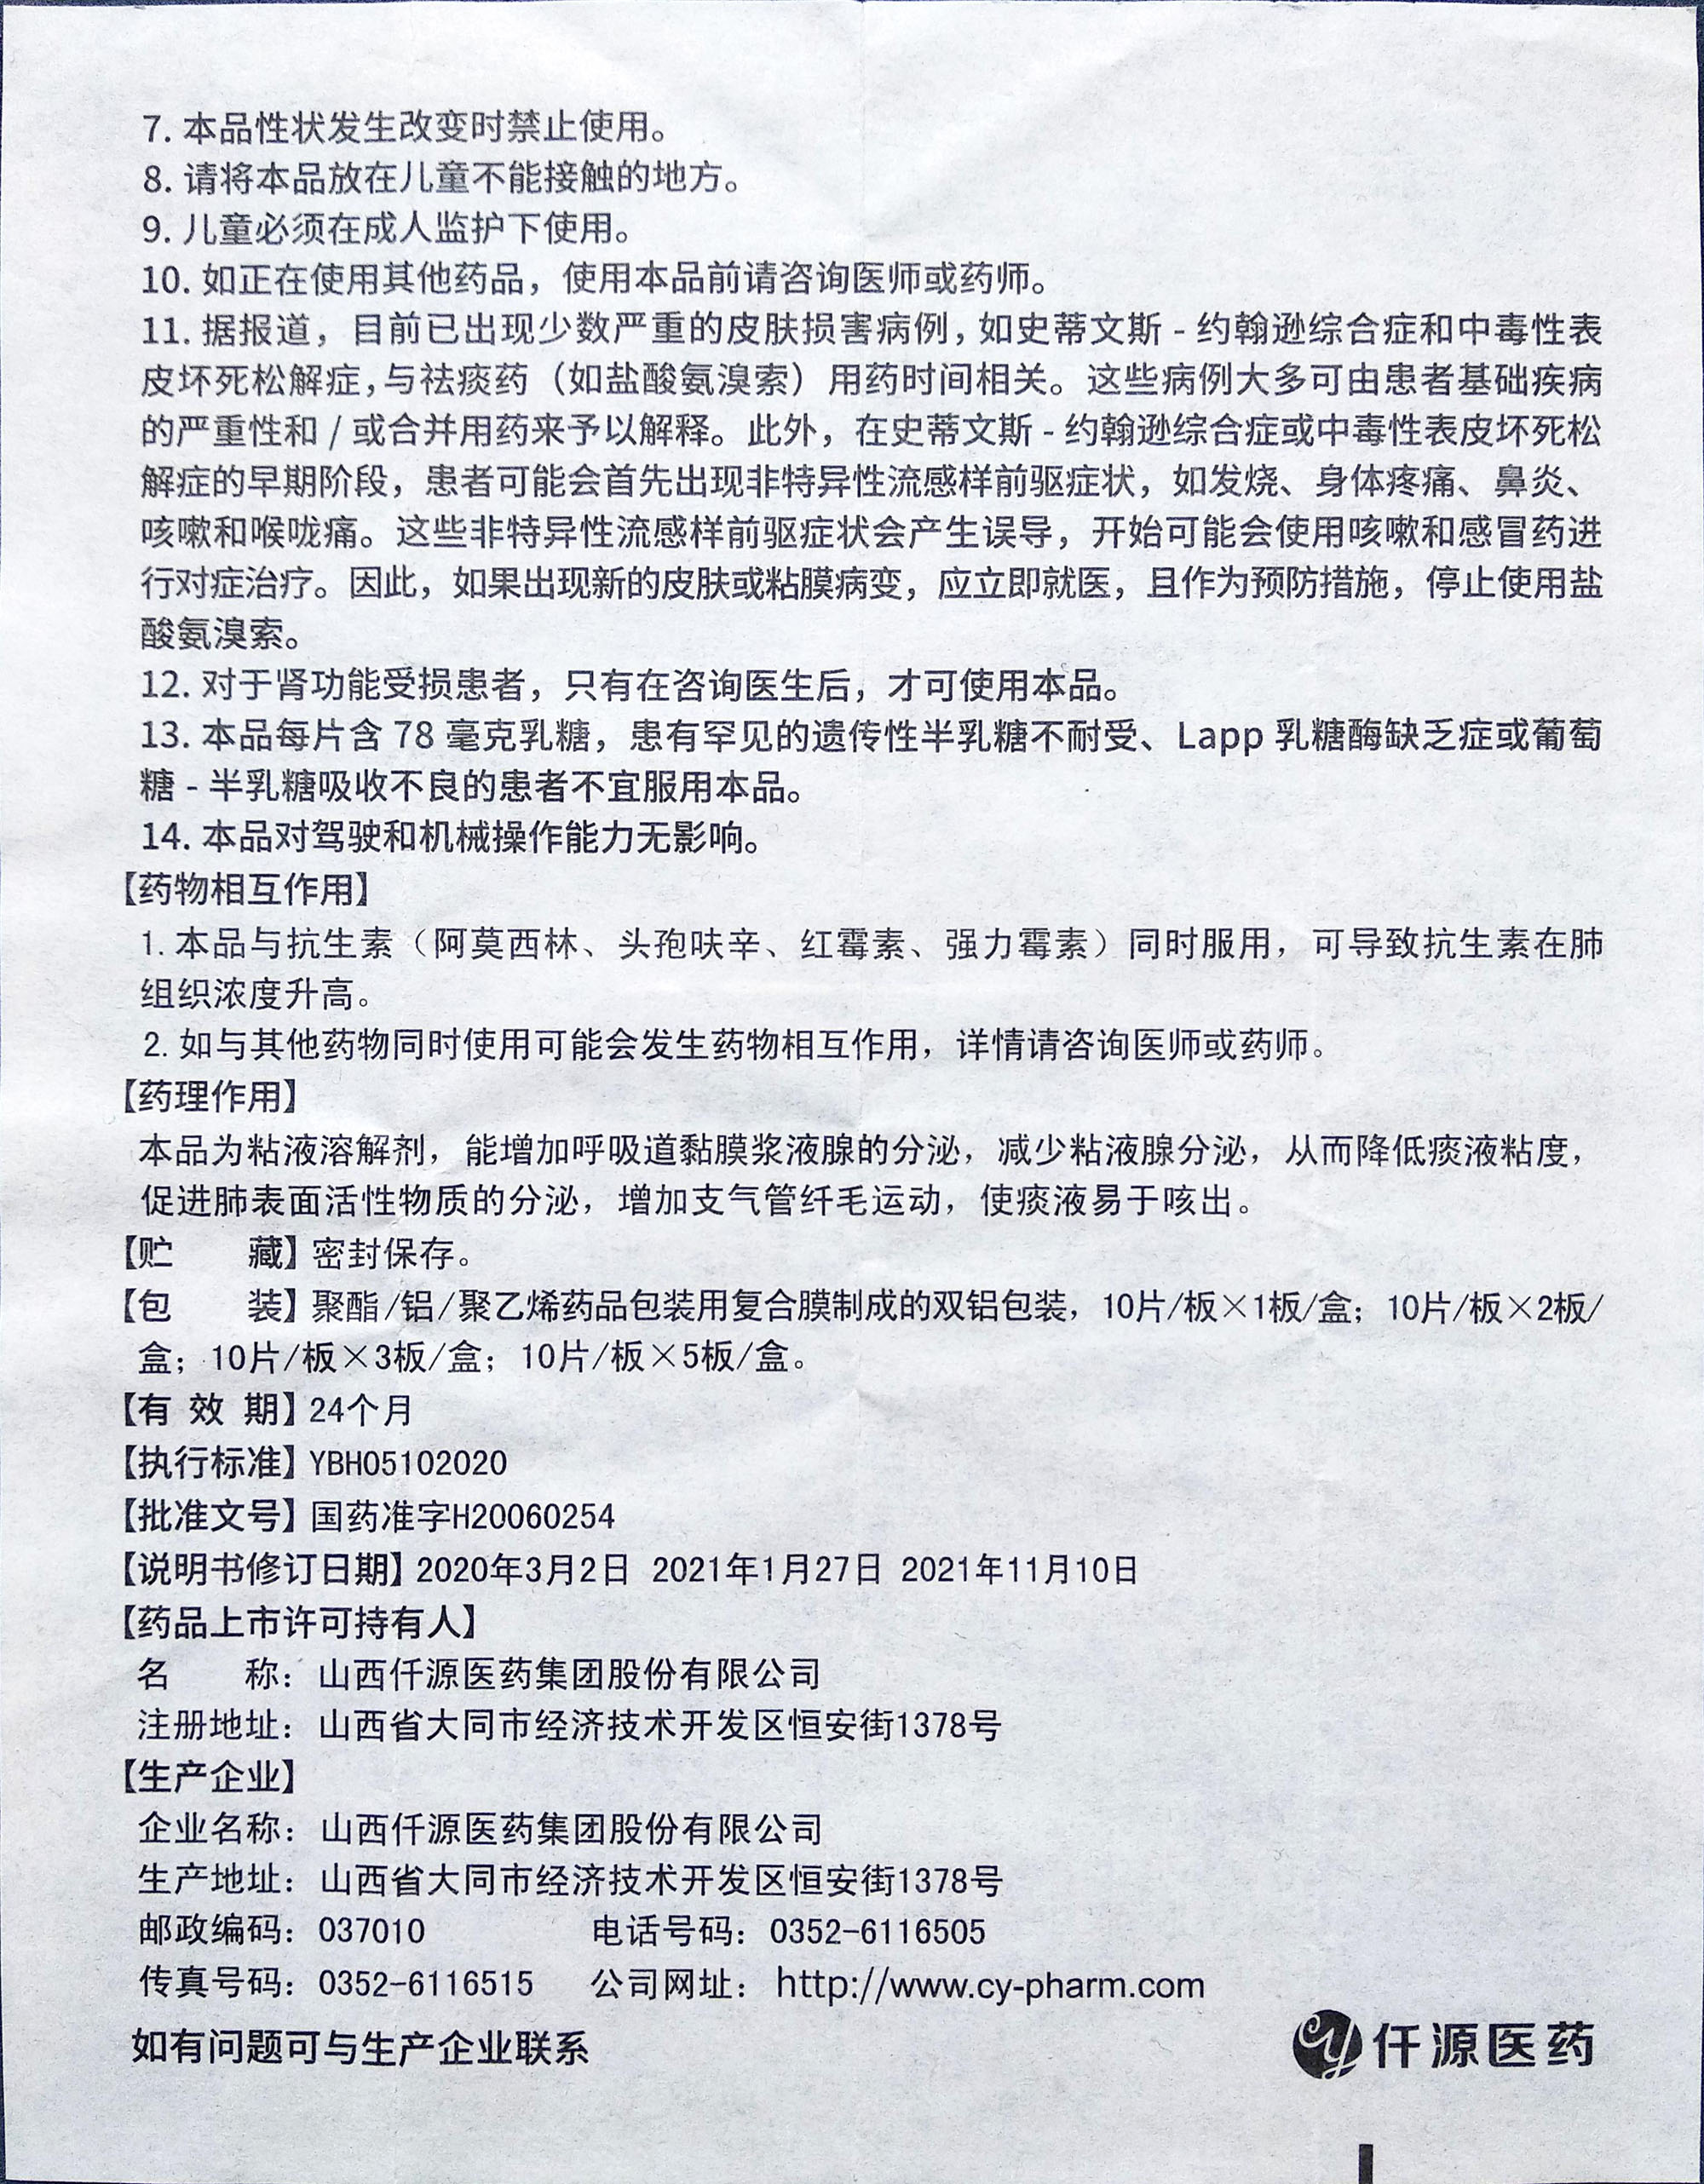 7. 本品性状发生改变时禁止使用。
8. 请将本品放在儿童不能接触的地方。
9. 儿童必须在成人监护下使用。
10. 如正在使用其他药品，使用本品前请咨询医师或药师。
11. 据报道，目前已出现少数严重的皮肤损害病例，如史蒂文斯 - 约翰逊综合症和中毒性表
皮坏死松解症，与祛痰药（如盐酸氨溴索）用药时间相关。这些病例大多可由患者基础疾病
的严重性和 / 或合并用药来予以解释。此外，在史蒂文斯 - 约翰逊综合症或中毒性表皮坏死松
解症的早期阶段，患者可能会首先出现非特异性流感样前驱症状，如发烧、身体疼痛、鼻炎、
咳嗽和喉咙痛。这些非特异性流感样前驱症状会产生误导，开始可能会使用咳嗽和感冒药进
行对症治疗。因此，如果出现新的皮肤或粘膜病变，应立即就医，且作为预防措施，停止使用盐
酸氨溴索。
12. 对于肾功能受损患者，只有在咨询医生后，才可使用本品。
13. 本品每片含 78 毫克乳糖，患有罕见的遗传性半乳糖不耐受、Lapp 乳糖酶缺乏症或葡萄
糖 - 半乳糖吸收不良的患者不宜服用本品。
14. 本品对驾驶和机械操作能力无影响。
【药物相互作用】
1. 本品与抗生素（阿莫西林、头孢呋辛、红霉素、强力霉素）同时服用，可导致抗生素在肺
组织浓度升高。
2. 如与其他药物同时使用可能会发生药物相互作用，详情请咨询医师或药师。
【药理作用】
本品为粘液溶解剂，能增加呼吸道黏膜浆液腺的分泌，减少粘液腺分泌，从而降低痰液粘度，
促进肺表面活性物质的分泌，增加支气管纤毛运动，使痰液易于咳出。
【贮 藏】密封保存。
【包 装】聚酯/铝/聚乙烯药品包装用复合膜制成的双铝包装，10片/板×1板/盒；10片/板×2板/
盒；10片/板×3板/盒；10片/板×5板/盒。
【有 效 期】24个月
【执行标准】YBH05102020
【批准文号】国药准字H20060254
【说明书修订日期】2020年3月2日 2021年1月27日 2021年11月10日
【药品上市许可持有人】
名 称：山西仟源医药集团股份有限公司
注册地址：山西省大同市经济技术开发区恒安街1378号
【生产企业】
企业名称：山西仟源医药集团股份有限公司
生产地址：山西省大同市经济技术开发区恒安街1378号
邮政编码：037010 电话号码：0352-6116505
传真号码：0352-6116515 公司网址：http://www.cy-pharm.com
如有问题可与生产企业联系
cy 仟源医药